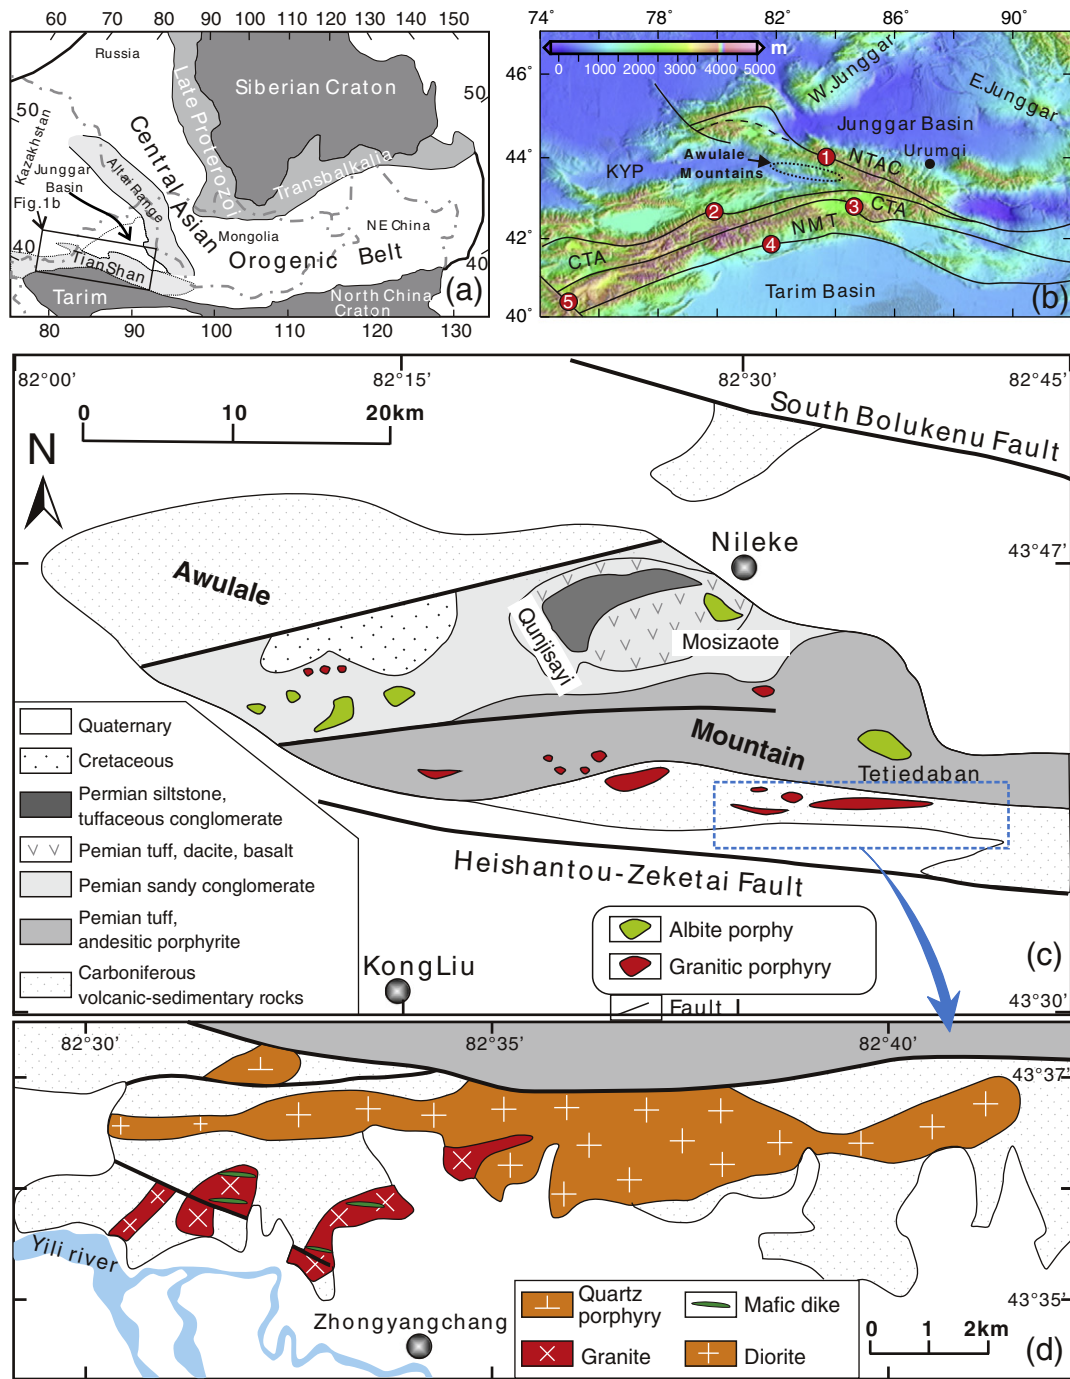 60 70 80 90 100 110 120 130 140 150
Russia
Siberian Craton
50
50
Late Proterozoi
Kazakhstan
Central Asian
Orogenic Belt
Altai Range
Transbalkalia
Junggar
Basin
Fig.1b
Mongolia
NE China
40
40
TianShan
Tarim
North China
Craton
(a)
80 90 100 110 120 130
74° 78° 82° 86° 90°
m
0 1000 2000 3000 4000 5000
46°
W.Junggar
E.Junggar
Junggar Basin
Urumqi
44°
Awulale
Mountains
1
NTAC
KYP
2
3
CTA
NMT
42°
4
CTA
5
Tarim Basin
40°
(b)
82°00’ 82°15’ 82°30’ 82°45’
0 10 20km
South Bolukenu Fault
N
Nileke
43°47’
Awulale
Qunjisayi
Mosizaote
Mountain
Tetiedaban
Heishantou-Zeketai Fault
Quaternary
Cretaceous
Permian siltstone,
tuffaceous conglomerate
Pemian tuff, dacite, basalt
Pemian sandy conglomerate
Pemian tuff,
andesitic porphyrite
Carboniferous
volcanic-sedimentary rocks
KongLiu
Albite porphy
Granitic porphyry
Fault
(c)
43°30’
82°30’ 82°35’ 82°40’
43°37’
Yili river
43°35’
Zhongyangchang
Quartz
porphyry
Mafic dike
Granite
Diorite
0 1 2km
(d)